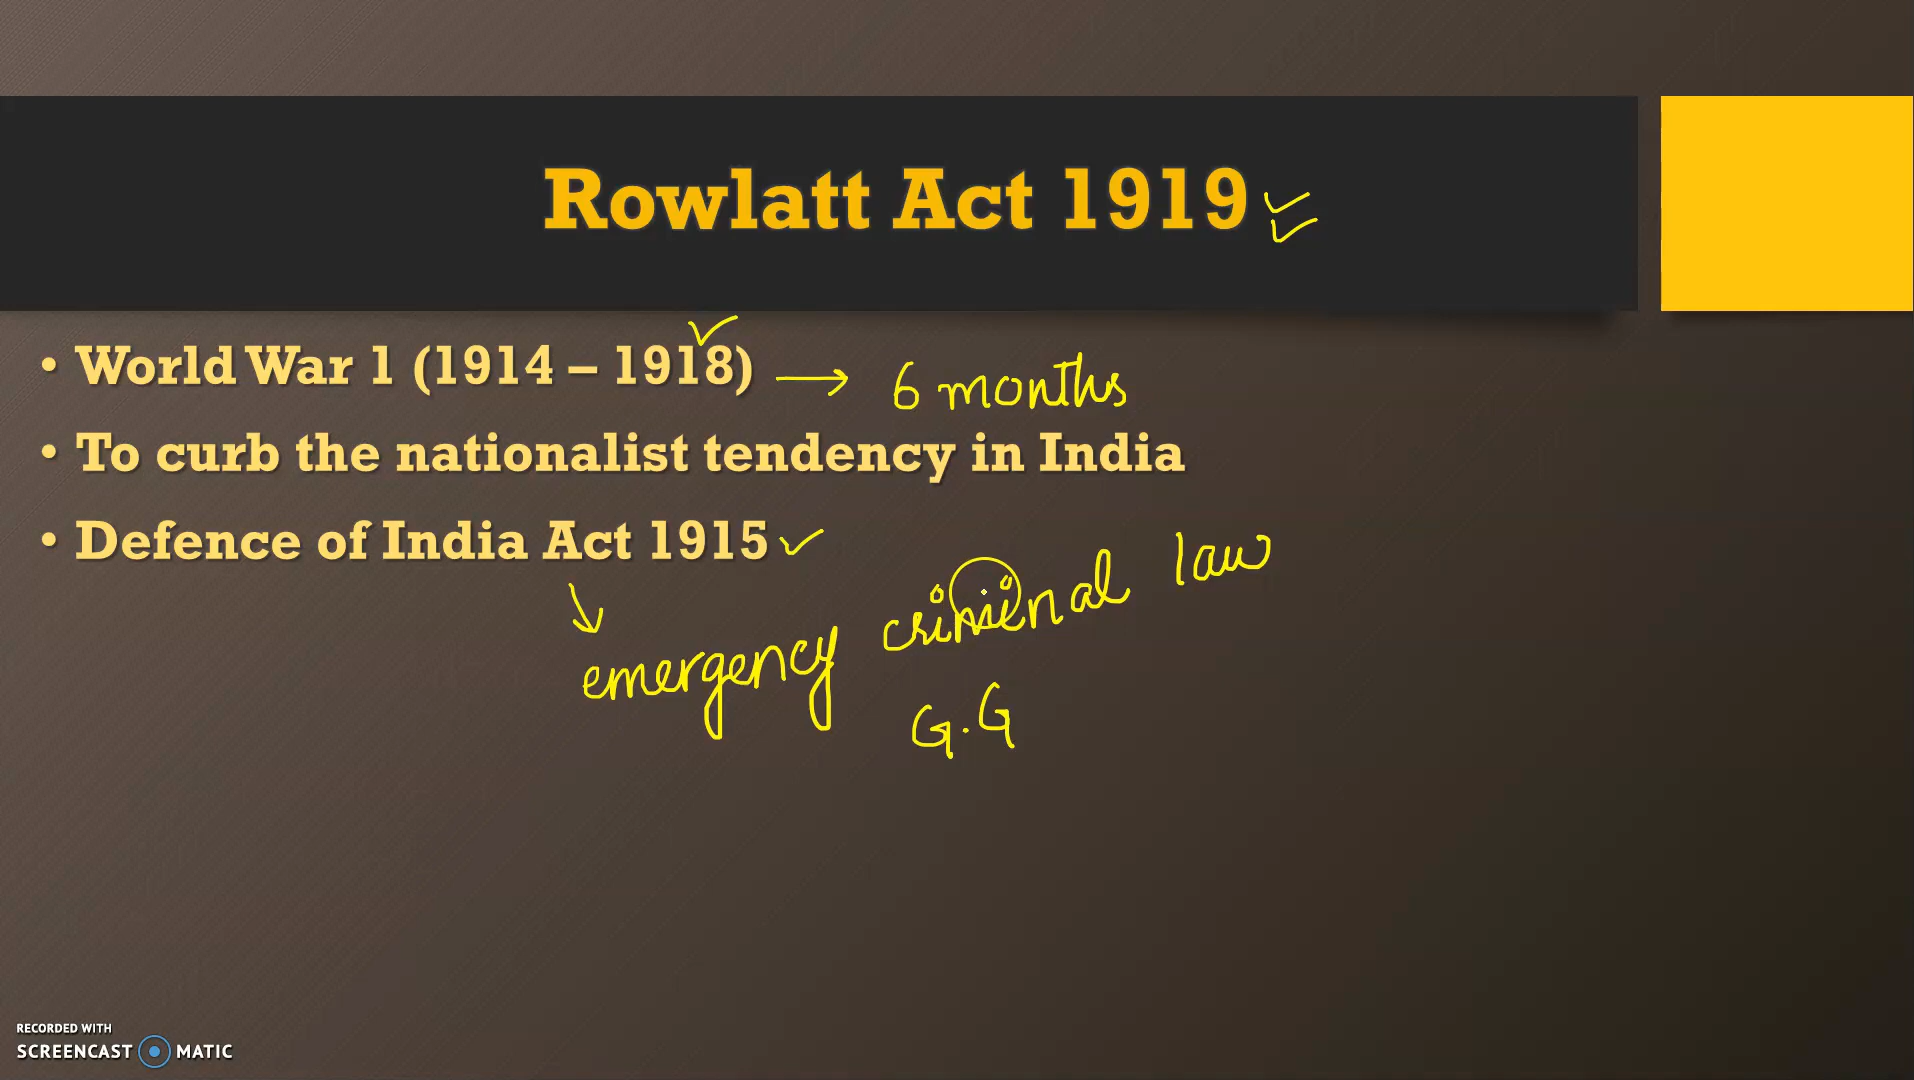 Rowlatt Act 1919
• World War 1 (1914 – 1918) → 6 months
• To curb the nationalist tendency in India
• Defence of India Act 1915
emergency criminal law
G.G
RECORDED WITH
SCREENCAST MATIC